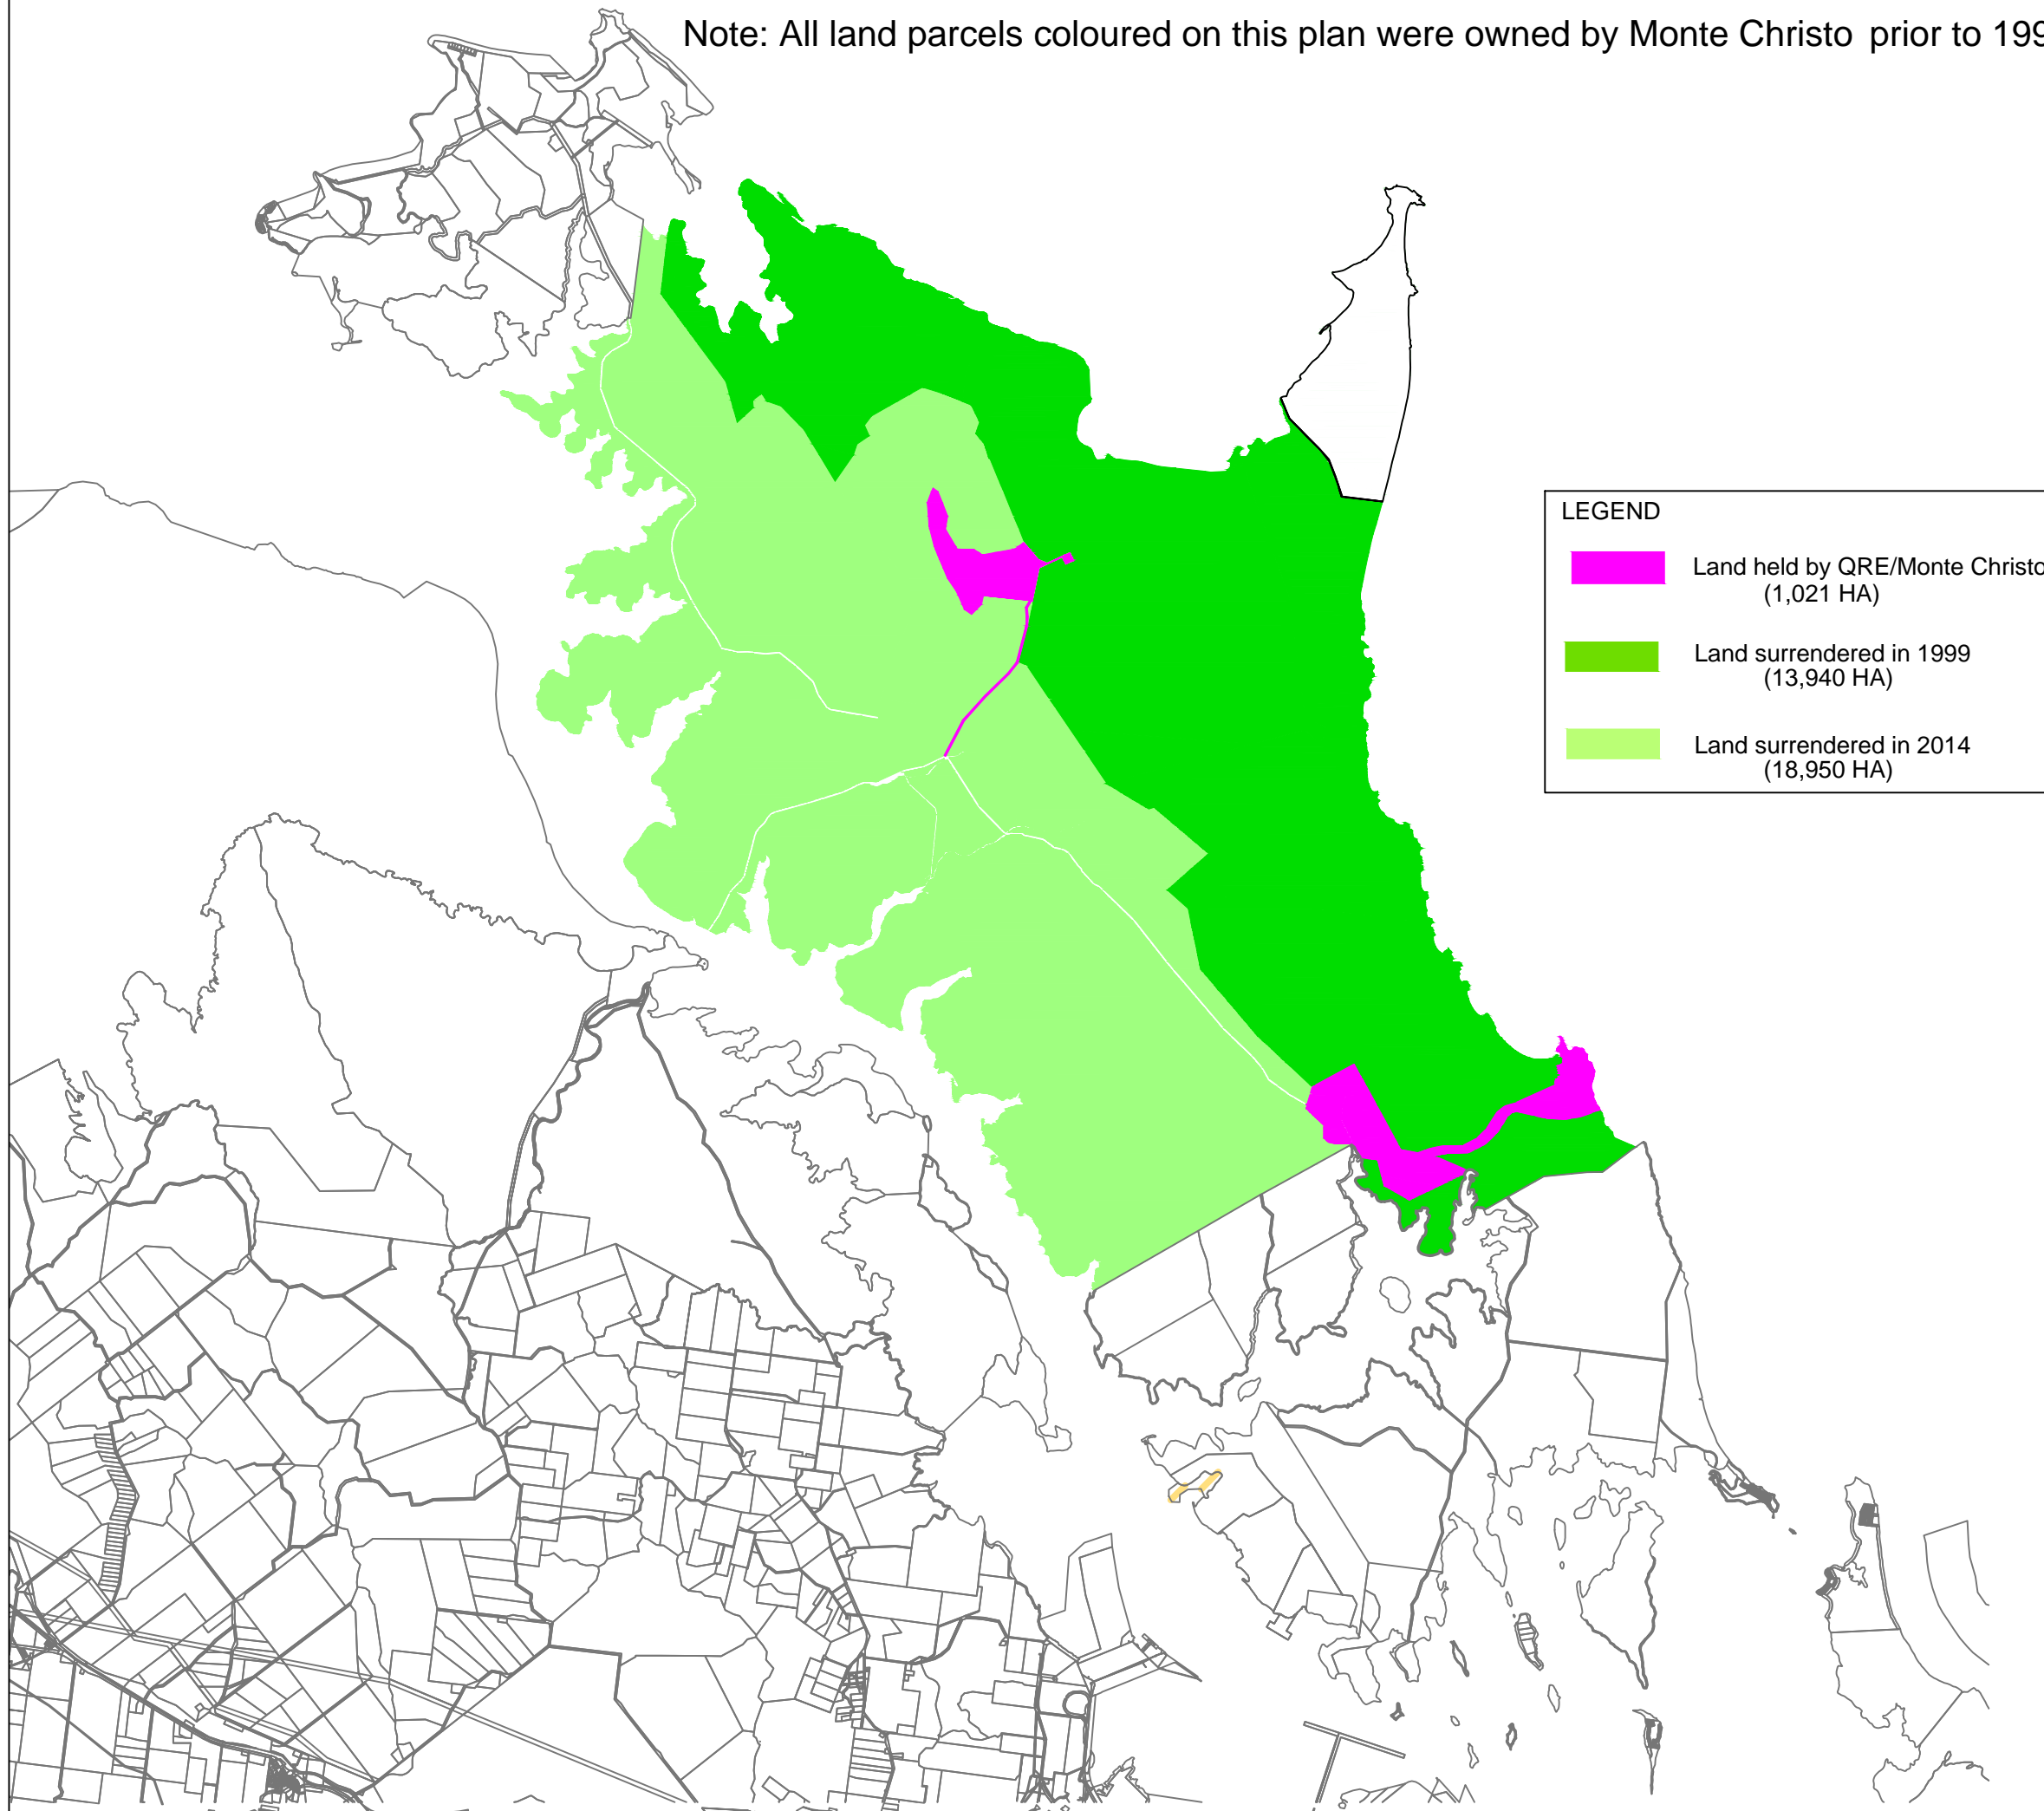 Note: All land parcels coloured on this plan were owned by Monte Christo prior to 199
LEGEND
Land held by QRE/Monte Christo
(1,021 HA)
Land surrendered in 1999
(13,940 HA)
Land surrendered in 2014
(18,950 HA)